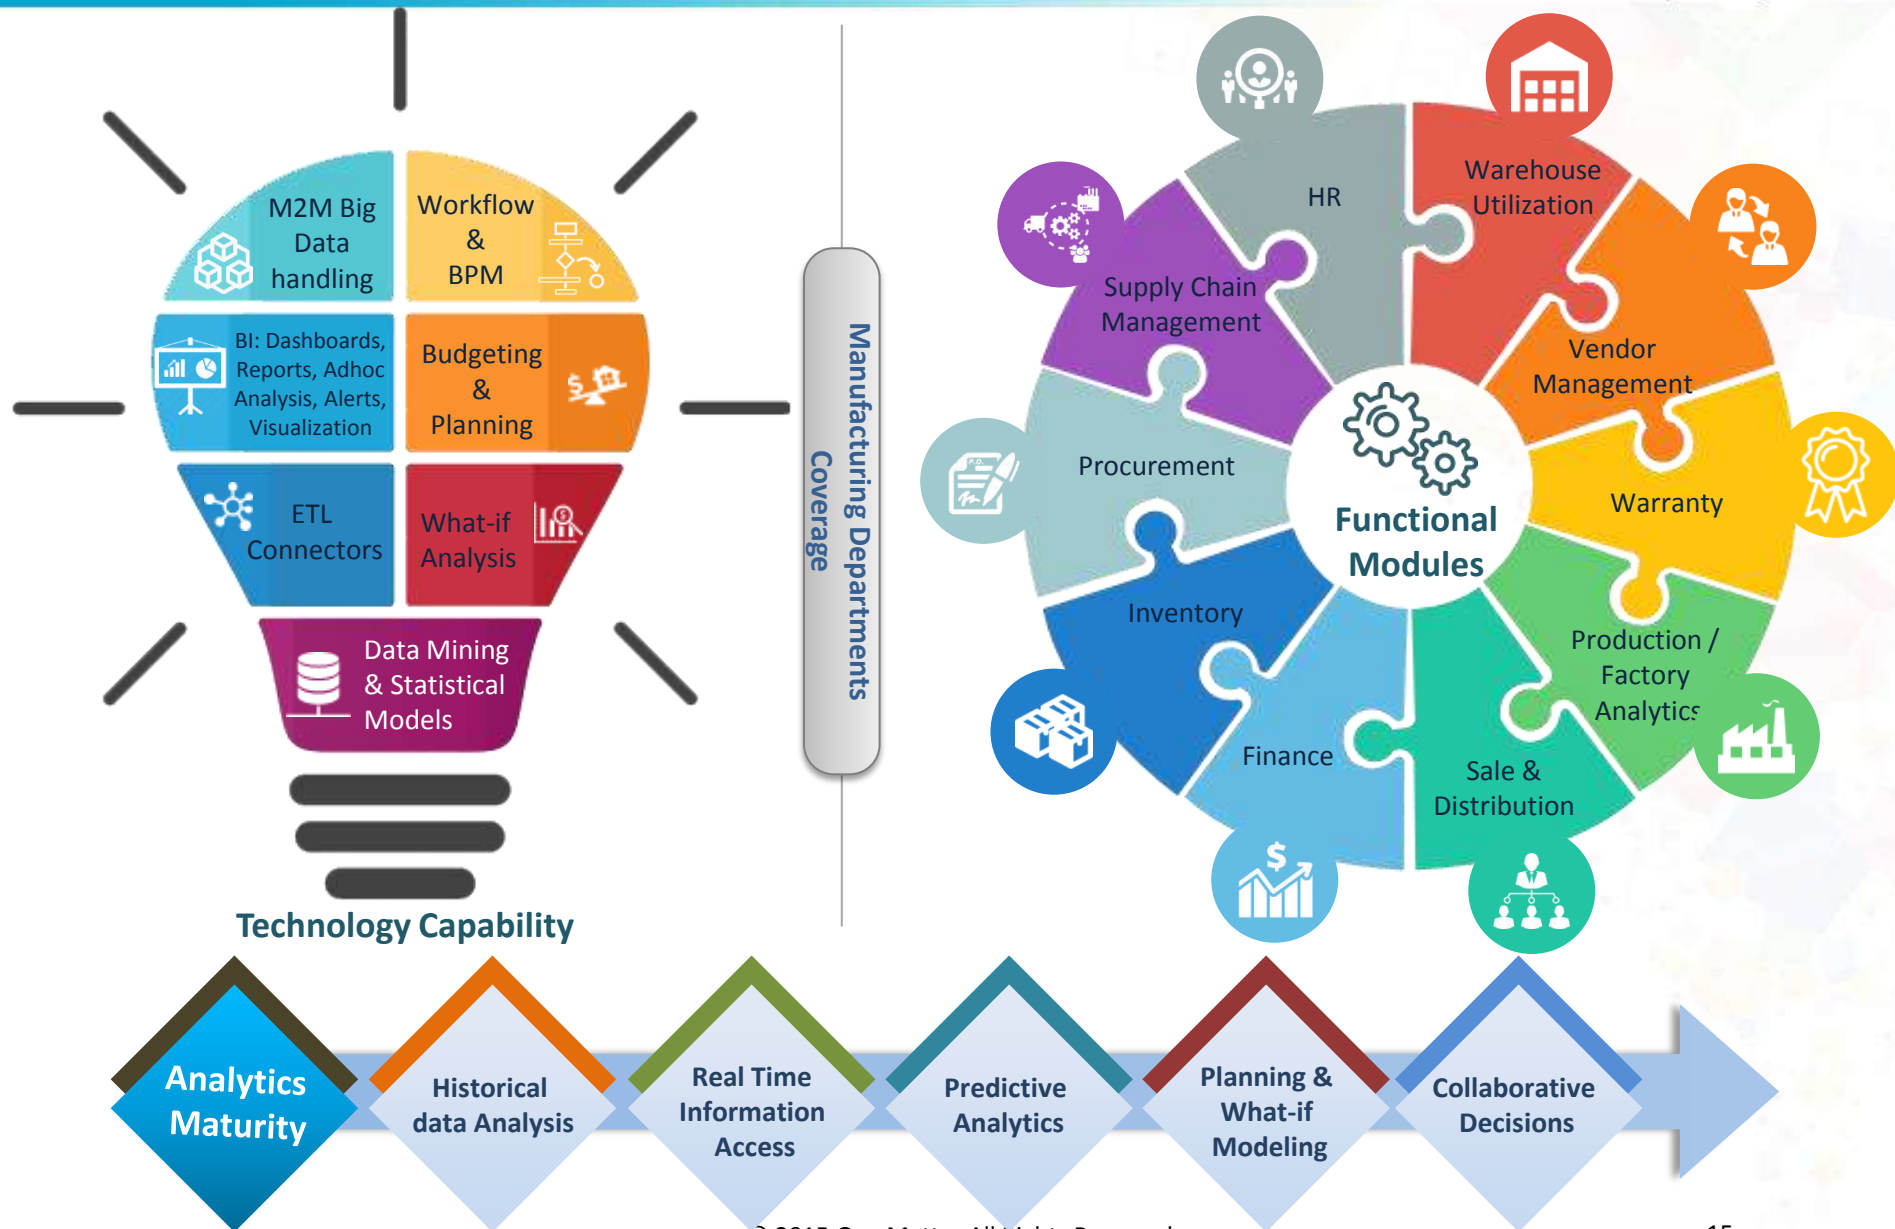 M2M Big
Data
handling
Workflow
&
BPM
BI: Dashboards,
Reports, Adhoc
Analysis, Alerts,
Visualization
Budgeting
&
Planning
ETL
Connectors
What-if
Analysis
Data Mining
& Statistical
Models
Technology Capability
Manufacturing Departments
Coverage
HR
Warehouse
Utilization
Supply Chain
Management
Vendor
Management
Procurement
Warranty
Functional
Modules
Inventory
Production /
Factory
Analytics
Finance
Sale &
Distribution
Analytics
Maturity
Historical
data Analysis
Real Time
Information
Access
Predictive
Analytics
Planning &
What-if
Modeling
Collaborative
Decisions
15